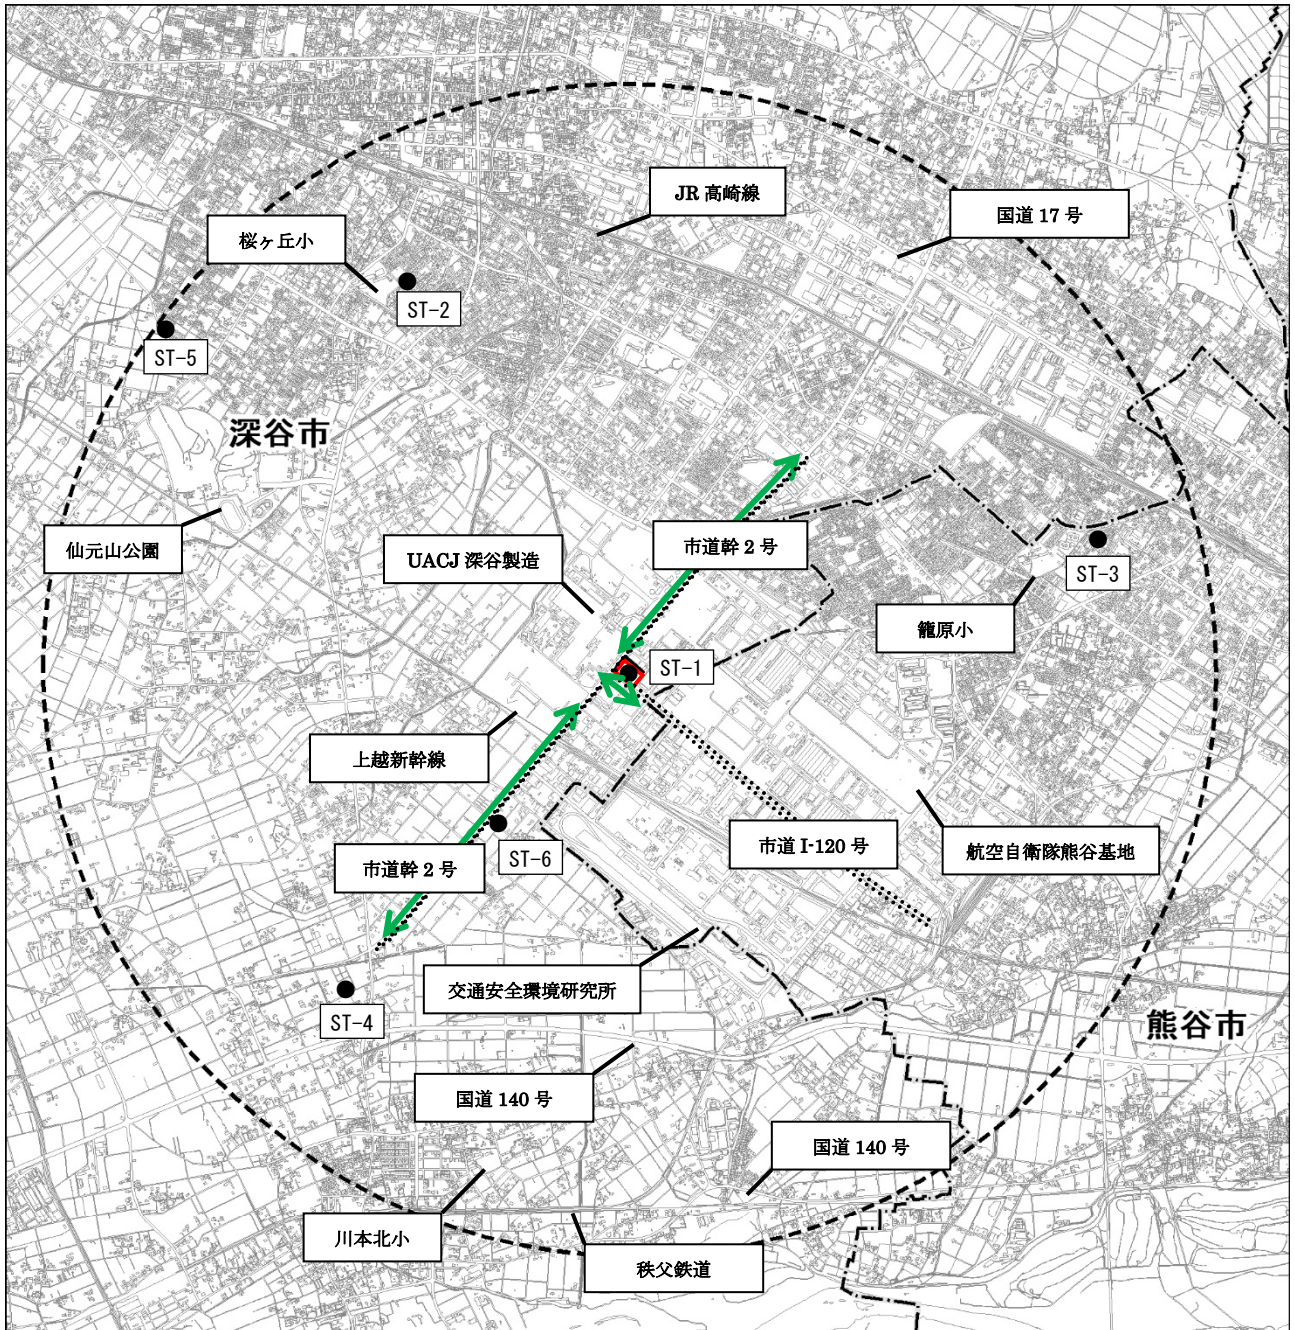 JR 高崎線
国道 17 号
桜ヶ丘小
ST-2
ST-5
深谷市
仙元山公園
UACJ 深谷製造
市道幹 2 号
ST-3
籠原小
ST-1
上越新幹線
市道幹 2 号
ST-6
市道 I-120 号
航空自衛隊熊谷基地
交通安全環境研究所
ST-4
熊谷市
国道 140 号
国道 140 号
川本北小
秩父鉄道